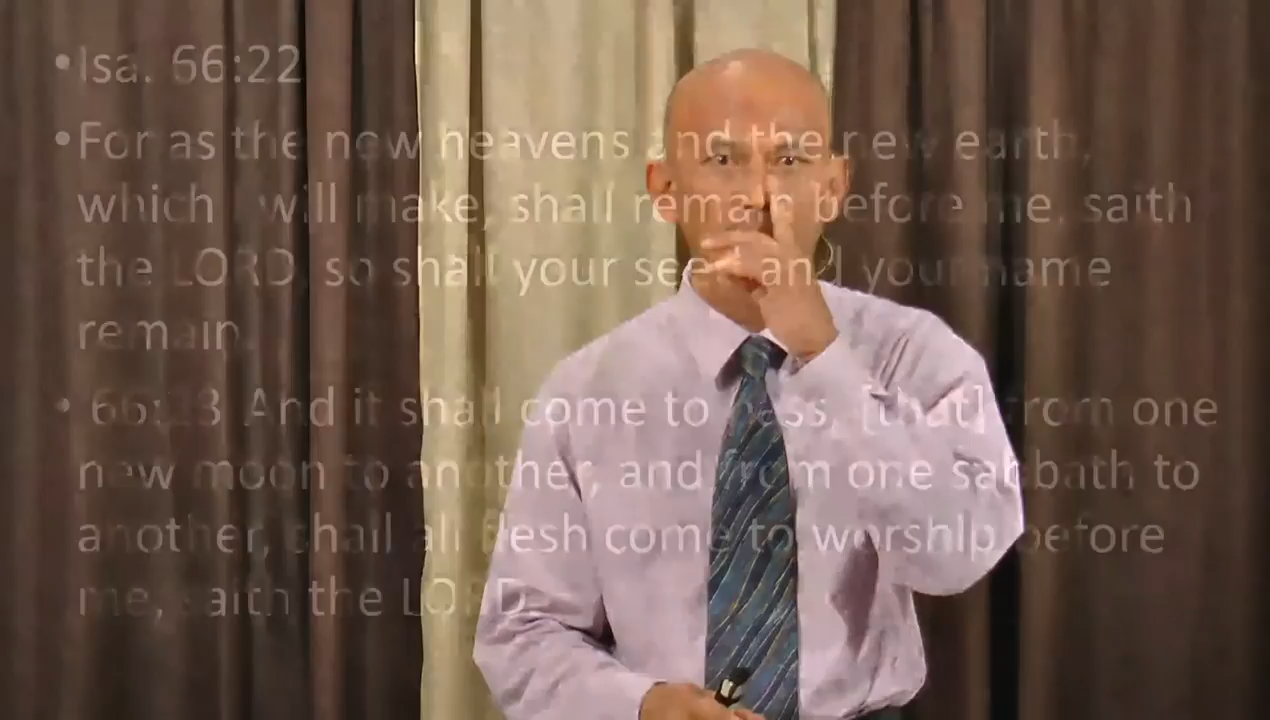 •Isa. 66:22
•For as the new heavens and the new earth,
which I will make, shall remain before me, saith
the LORD, so shall your seed and your name
remain.
• 66:23 And it shall come to pass, [that] from one
new moon to another, and from one sabbath to
another, shall all flesh come to worship before
me, saith the LORD.